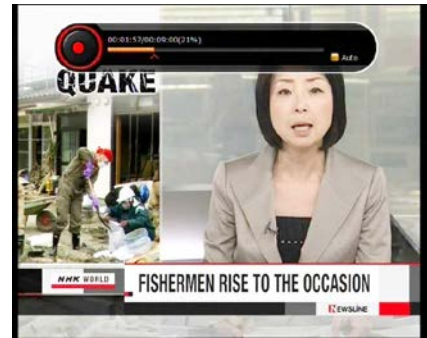 00:01:57/00:09:00(21%)
Auto
QUAKE
NHK WORLD
FISHERMEN RISE TO THE OCCASION
NEWSLINE